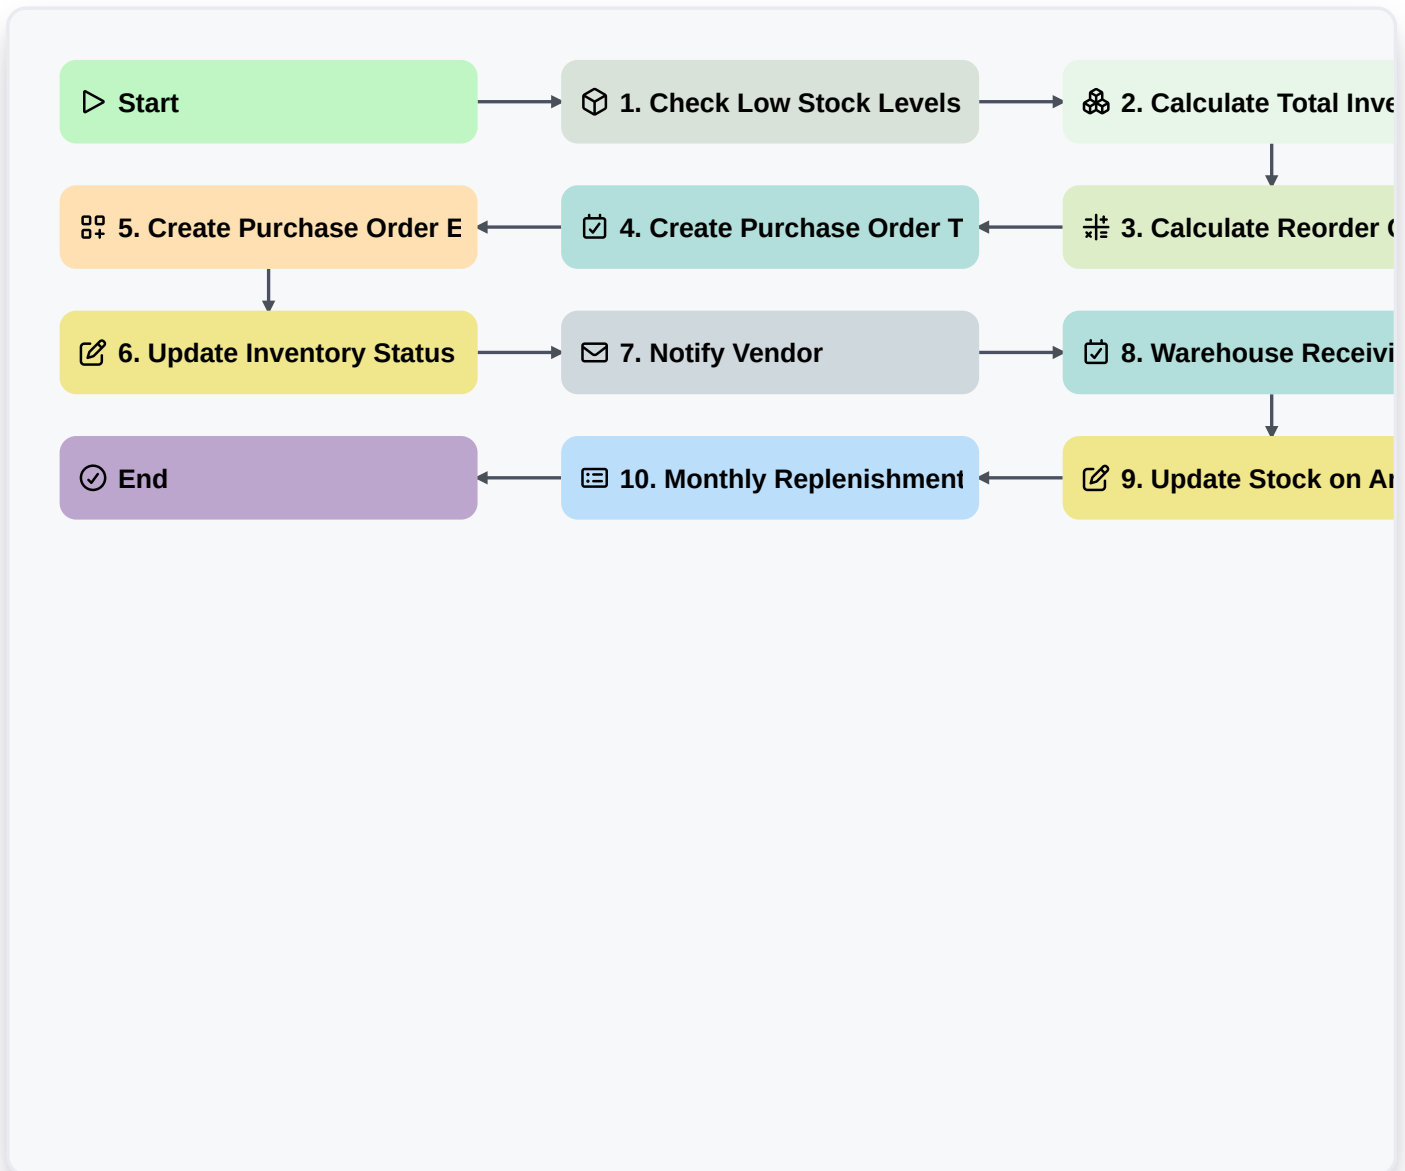 Start
1. Check Low Stock Levels
2. Calculate Total Inve
5. Create Purchase Order E
4. Create Purchase Order T
3. Calculate Reorder
6. Update Inventory Status
7. Notify Vendor
8. Warehouse Receivi
End
10. Monthly Replenishment
9. Update Stock on Ar